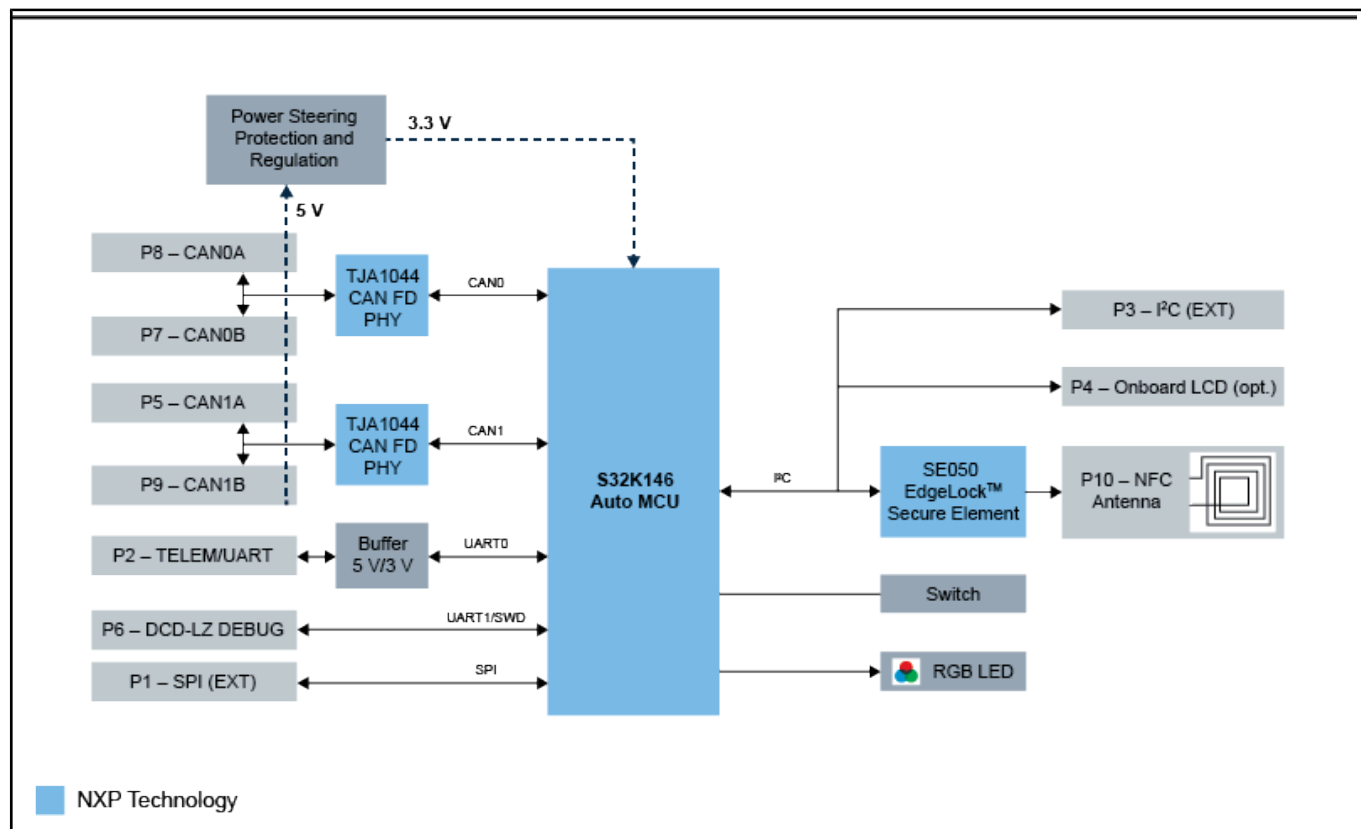 Power Steering
Protection and
Regulation
3.3 V
5 V
P8 – CAN0A
P7 – CAN0B
TJA1044
CAN FD
PHY
CAN0
P5 – CAN1A
P9 – CAN1B
TJA1044
CAN FD
PHY
CAN1
P2 – TELEM/UART
Buffer
5 V/3 V
UART0
P6 – DCD-LZ DEBUG
UART1/SWD
P1 – SPI (EXT)
SPI
S32K146
Auto MCU
I²C
P3 – I²C (EXT)
P4 – Onboard LCD (opt.)
SE050
EdgeLock™
Secure Element
P10 – NFC
Antenna
Switch
RGB LED
NXP Technology